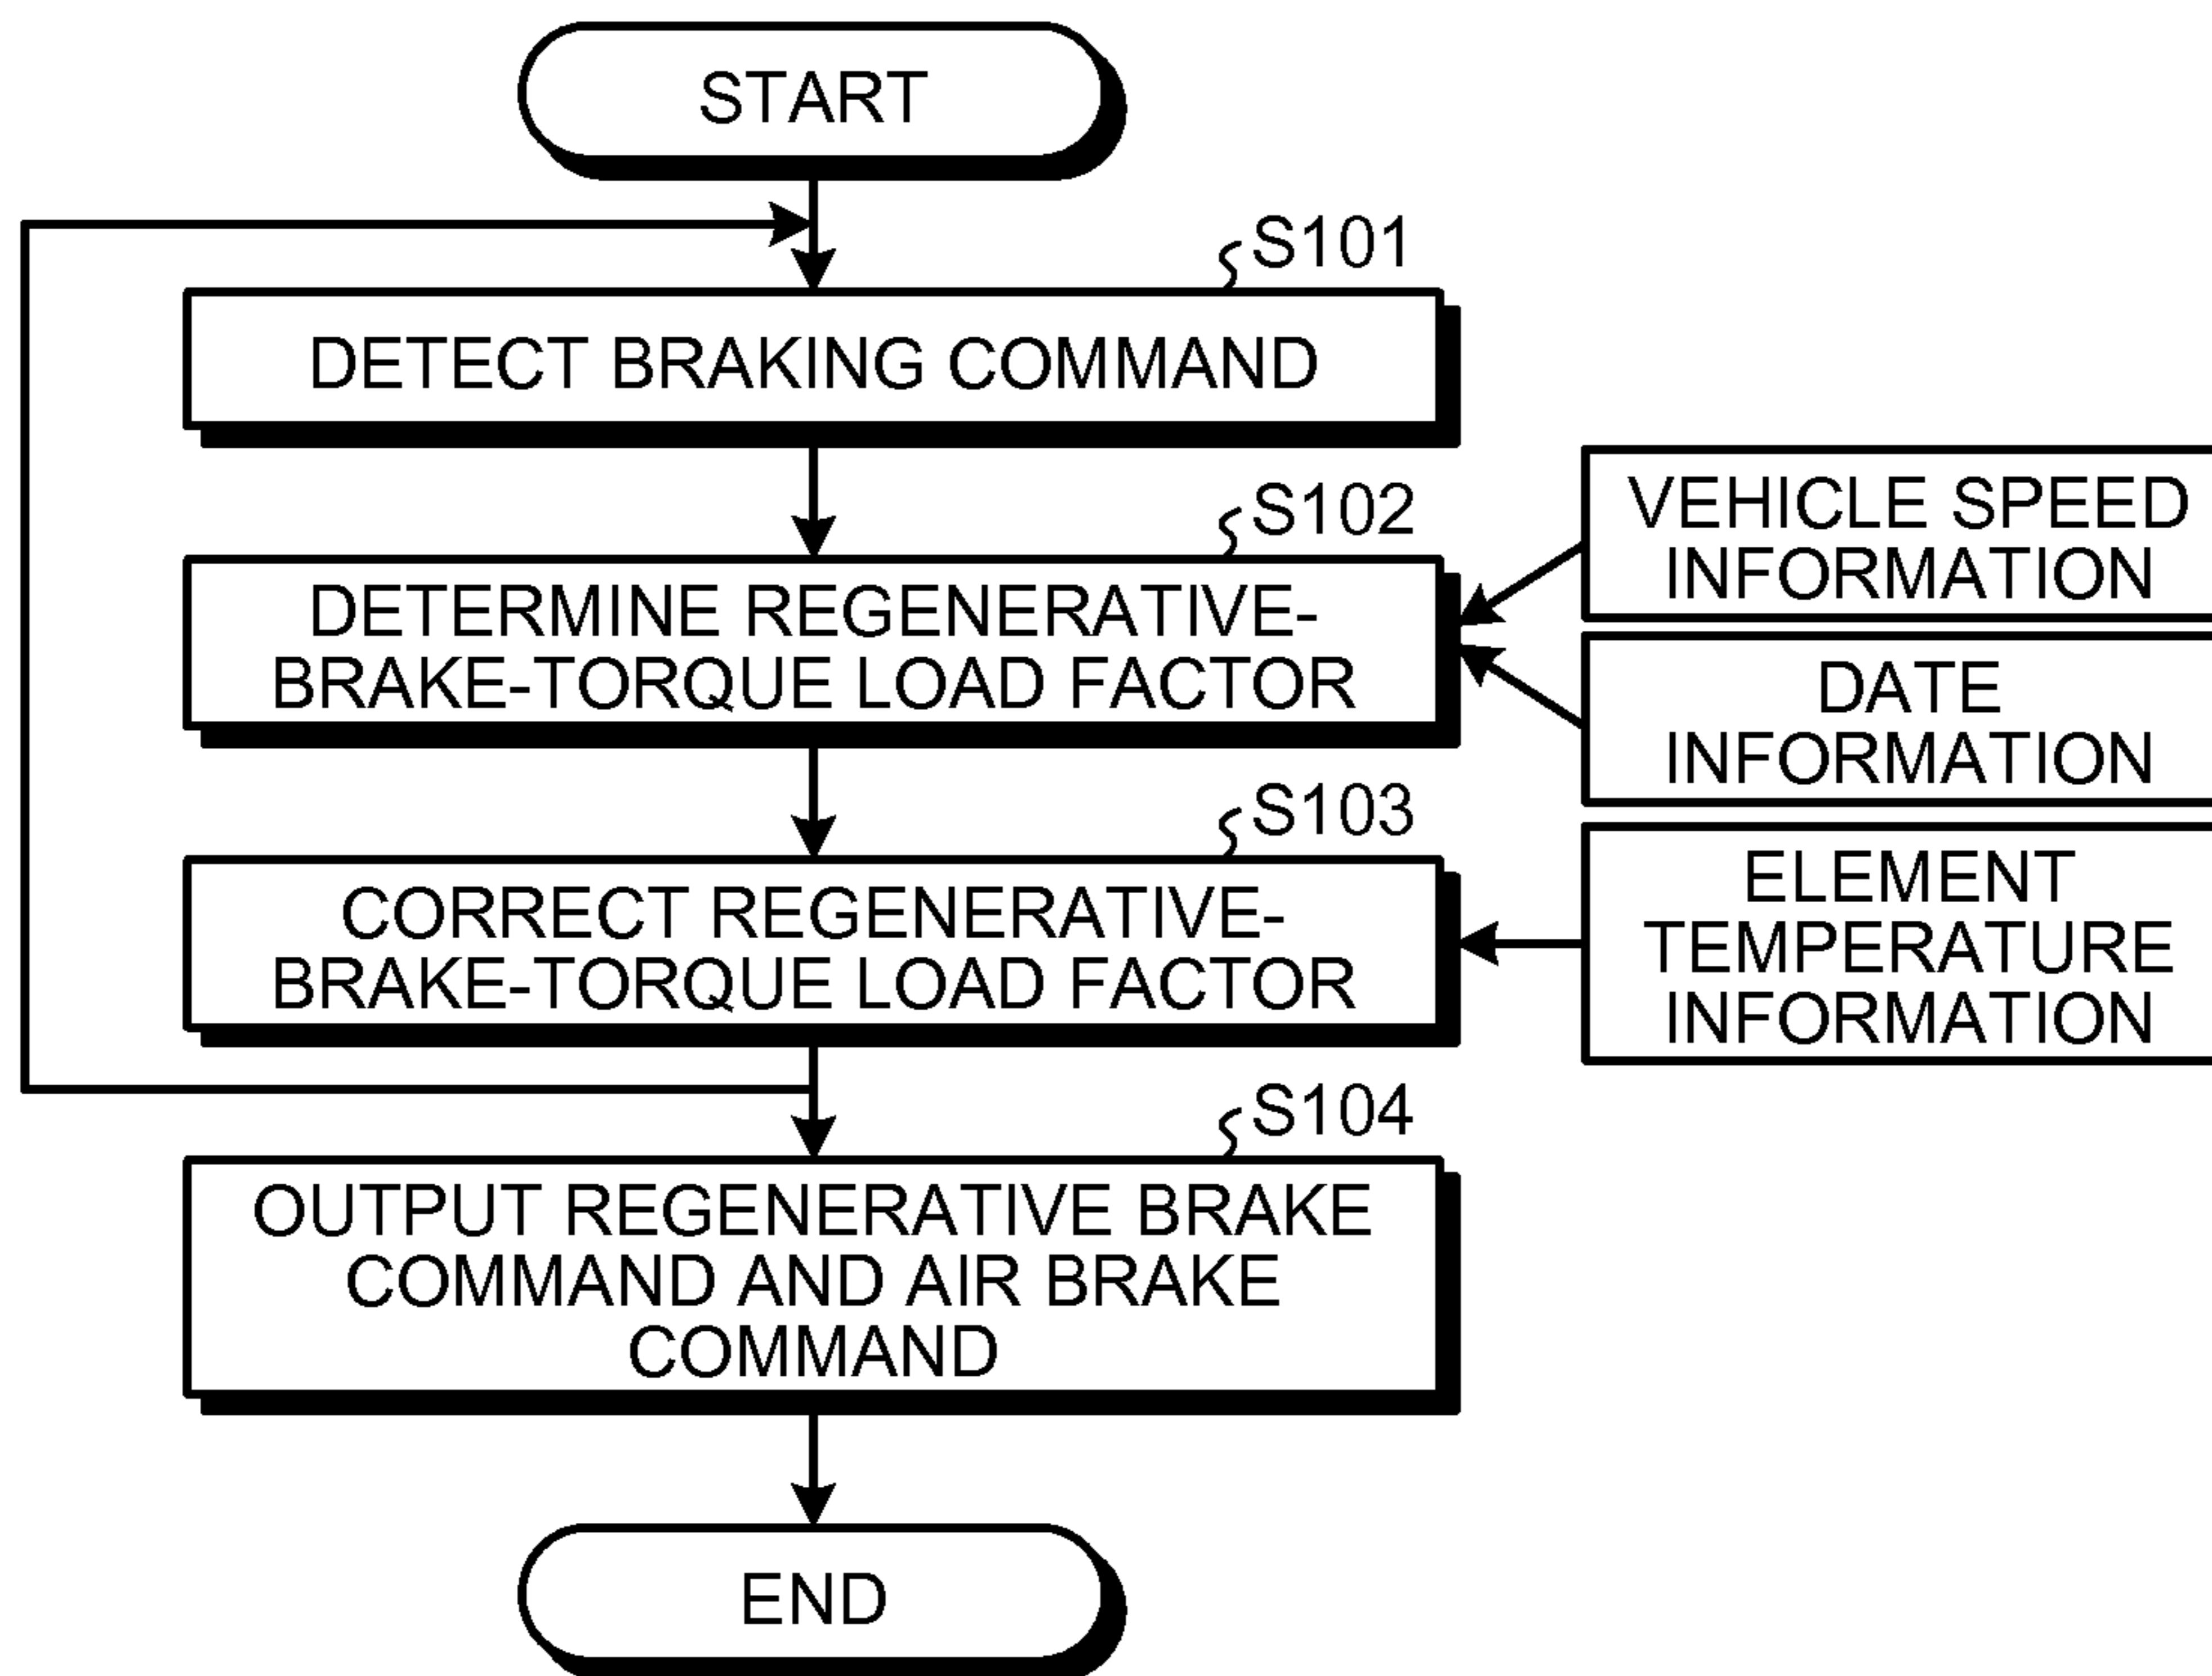 START
S101
DETECT BRAKING COMMAND
S102
DETERMINE REGENERATIVE-
BRAKE-TORQUE LOAD FACTOR
VEHICLE SPEED
INFORMATION
DATE
INFORMATION
S103
CORRECT REGENERATIVE-
BRAKE-TORQUE LOAD FACTOR
ELEMENT
TEMPERATURE
INFORMATION
S104
OUTPUT REGENERATIVE BRAKE
COMMAND AND AIR BRAKE
COMMAND
END